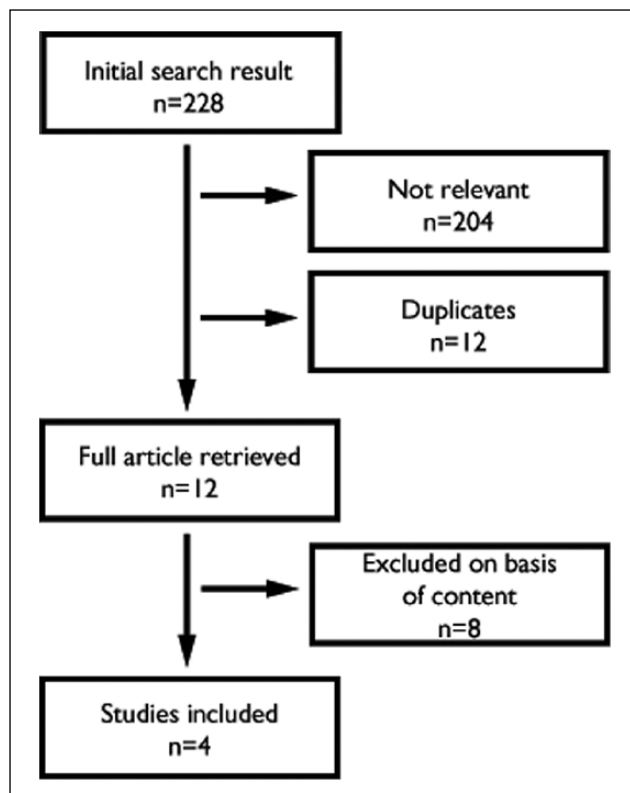 Initial search result
n=228
Not relevant
n=204
Duplicates
n=12
Full article retrieved
n=12
Excluded on basis
of content
n=8
Studies included
n=4